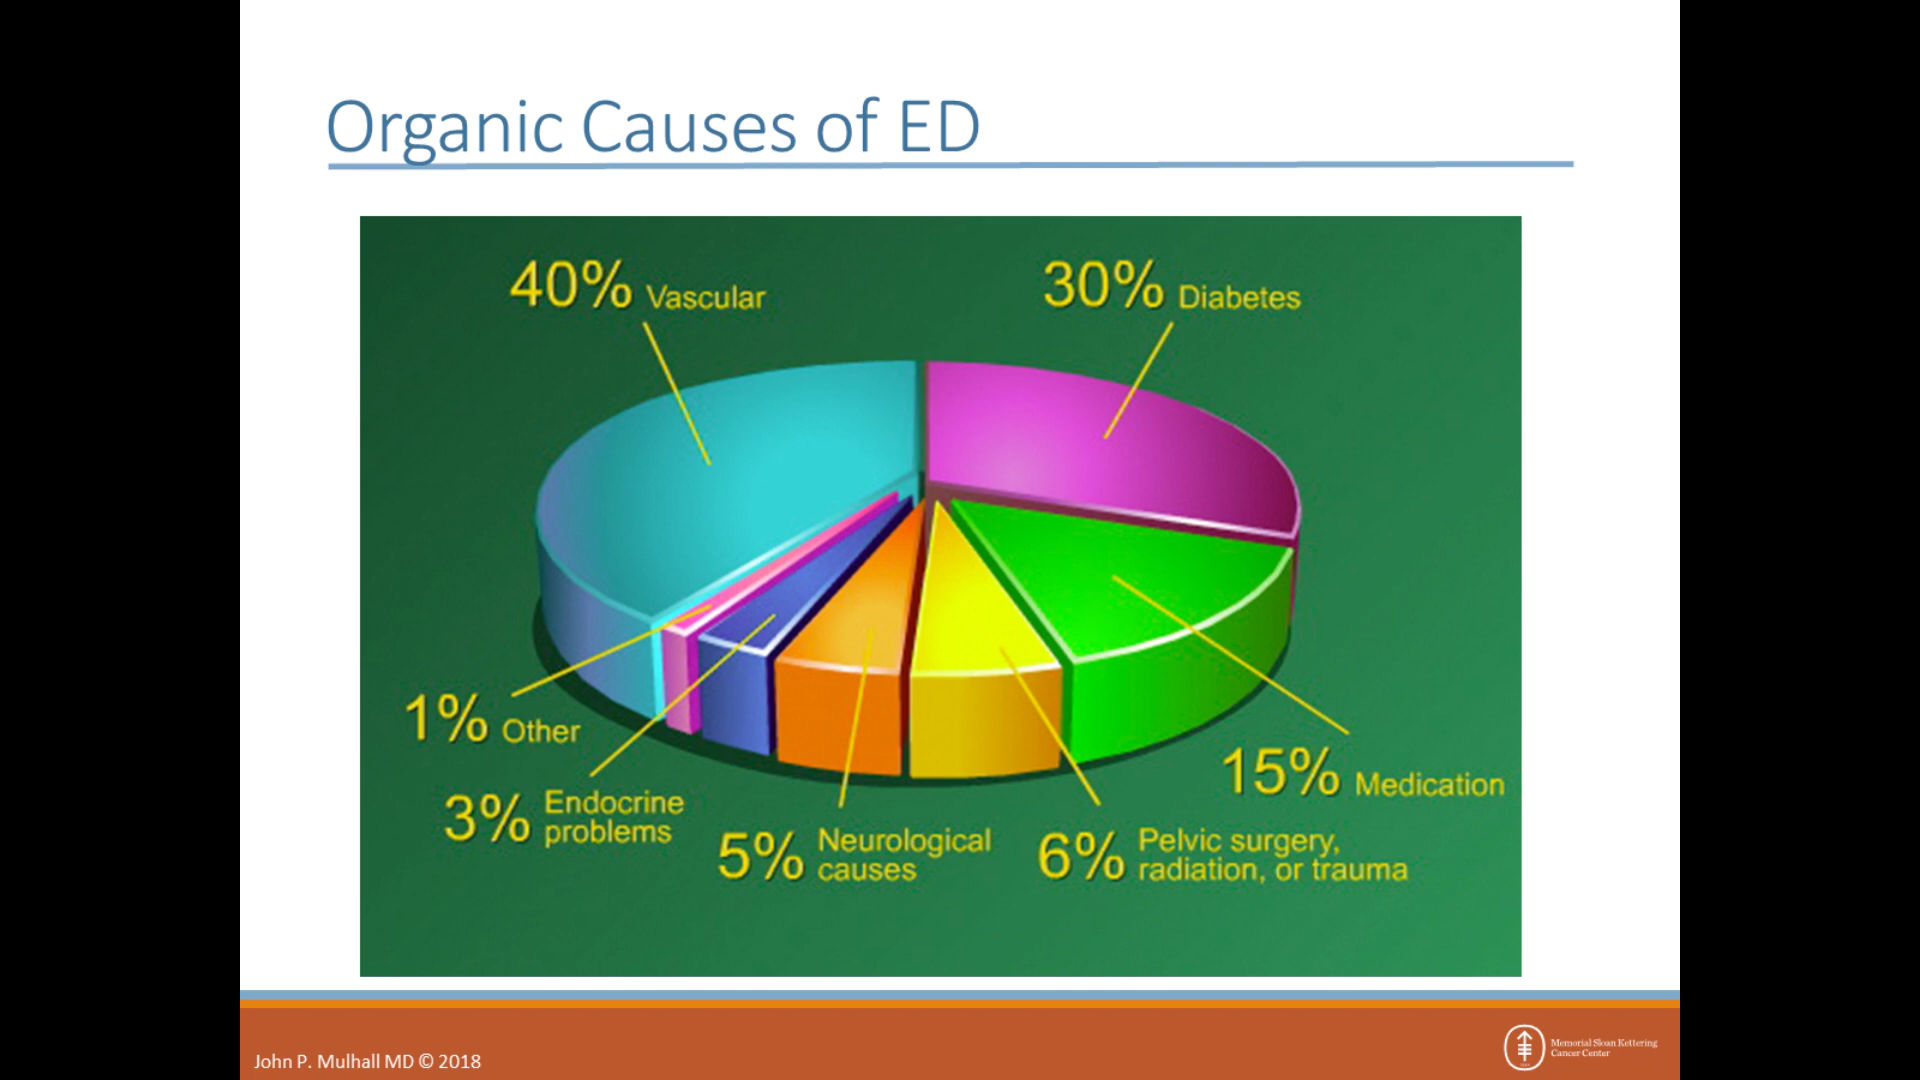 Organic Causes of ED
40% Vascular
30% Diabetes
1% Other
3% Endocrine
problems
5% Neurological
causes
6% Pelvic surgery,
radiation, or trauma
15% Medication
John P. Mulhall MD © 2018
Memorial Sloan Kettering
Cancer Center